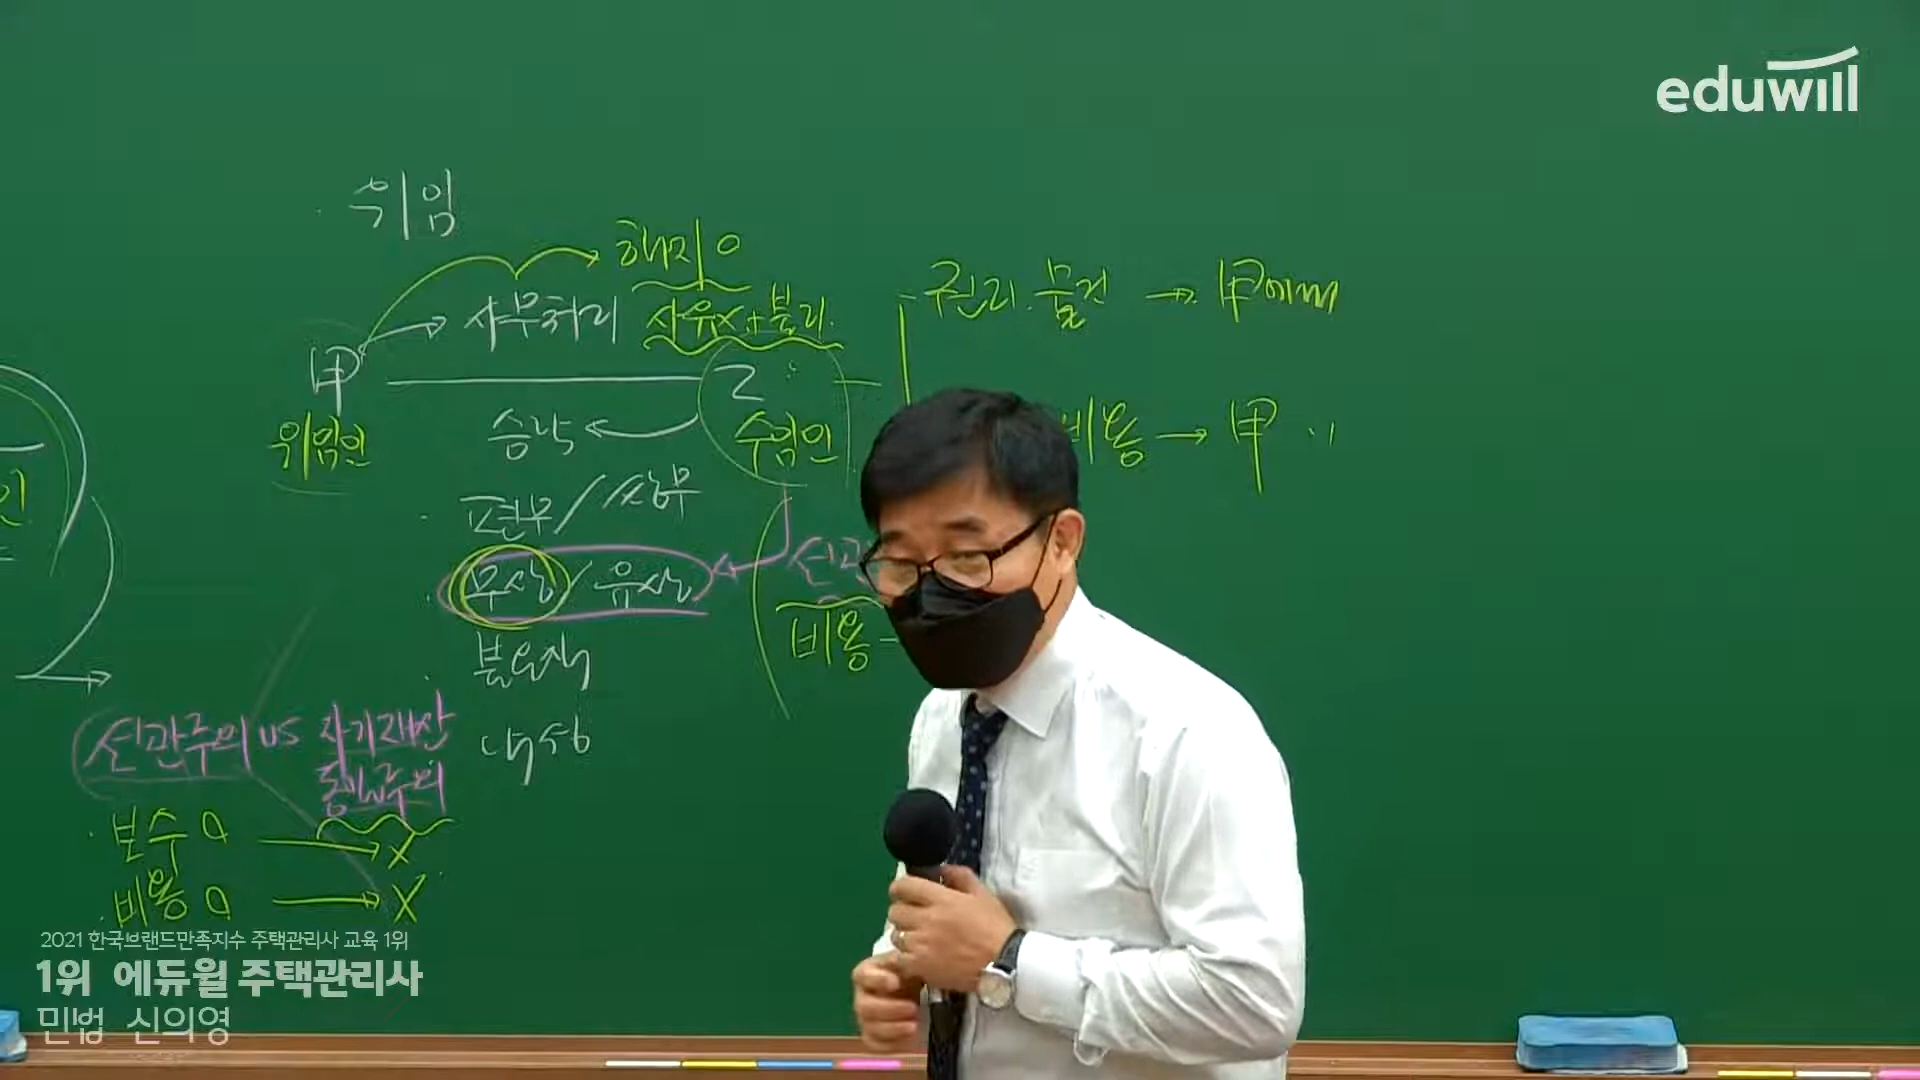 eduwill
위임
해지 O
사무처리
사유X + 불리
권리. 물건 → 甲에게
甲
乙
위임인
승낙
수임인
비용 → 甲 〃
편무 / 쌍무
무상 / 유상
선관
비용
불요식
낙성
선관주의 vs 자기재산
동일주의
보수 O → X
비용 O → X
인
2021 한국브랜드만족지수 주택관리사 교육 1위
1위 에듀윌 주택관리사
민법 신의영